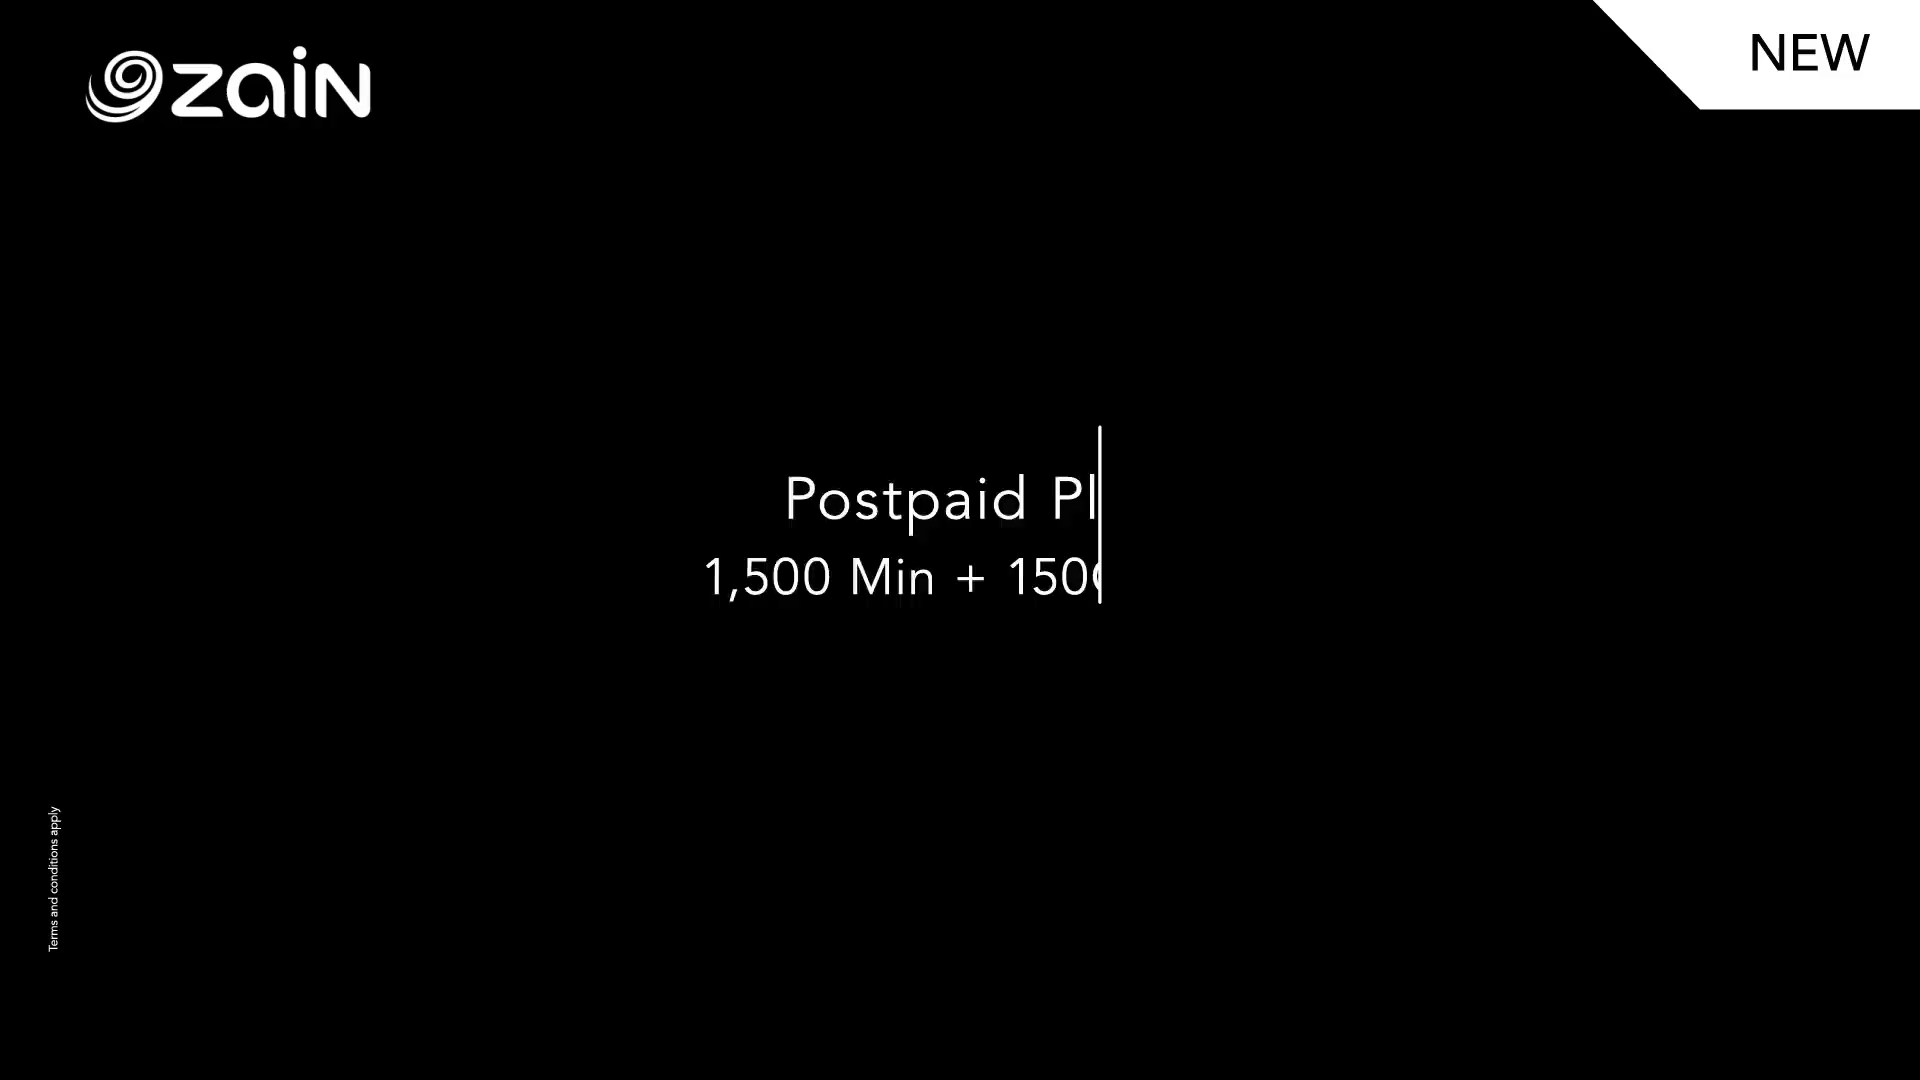 zain
NEW
Postpaid Pl
1,500 Min + 150
Terms and conditions apply